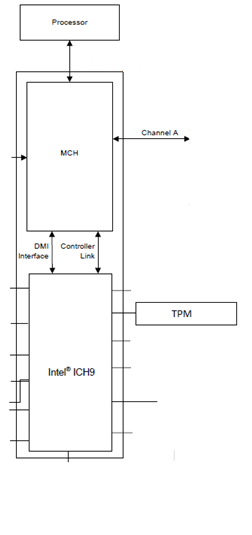 Processor
MCH
Channel A
DMI
Interface
Controller
Link
Intel® ICH9
TPM